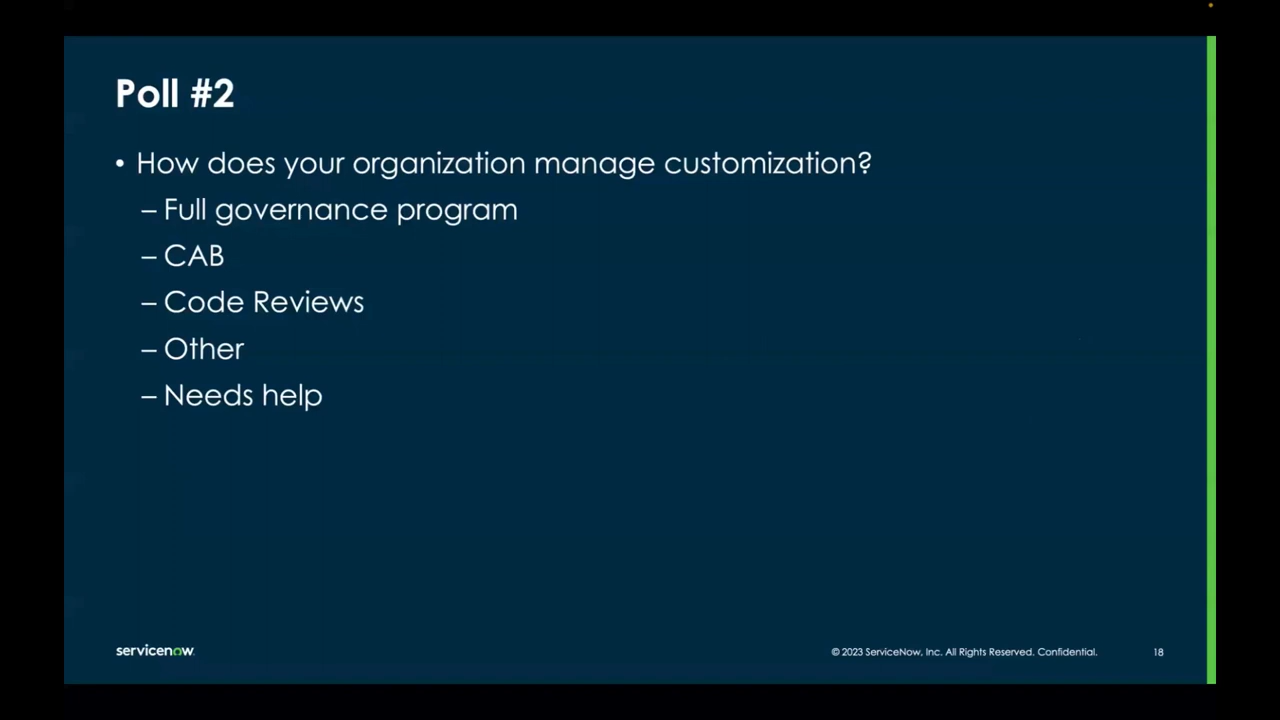 Poll #2
• How does your organization manage customization?
– Full governance program
– CAB
– Code Reviews
– Other
– Needs help
servicenow
© 2023 ServiceNow, Inc. All Rights Reserved. Confidential.
18